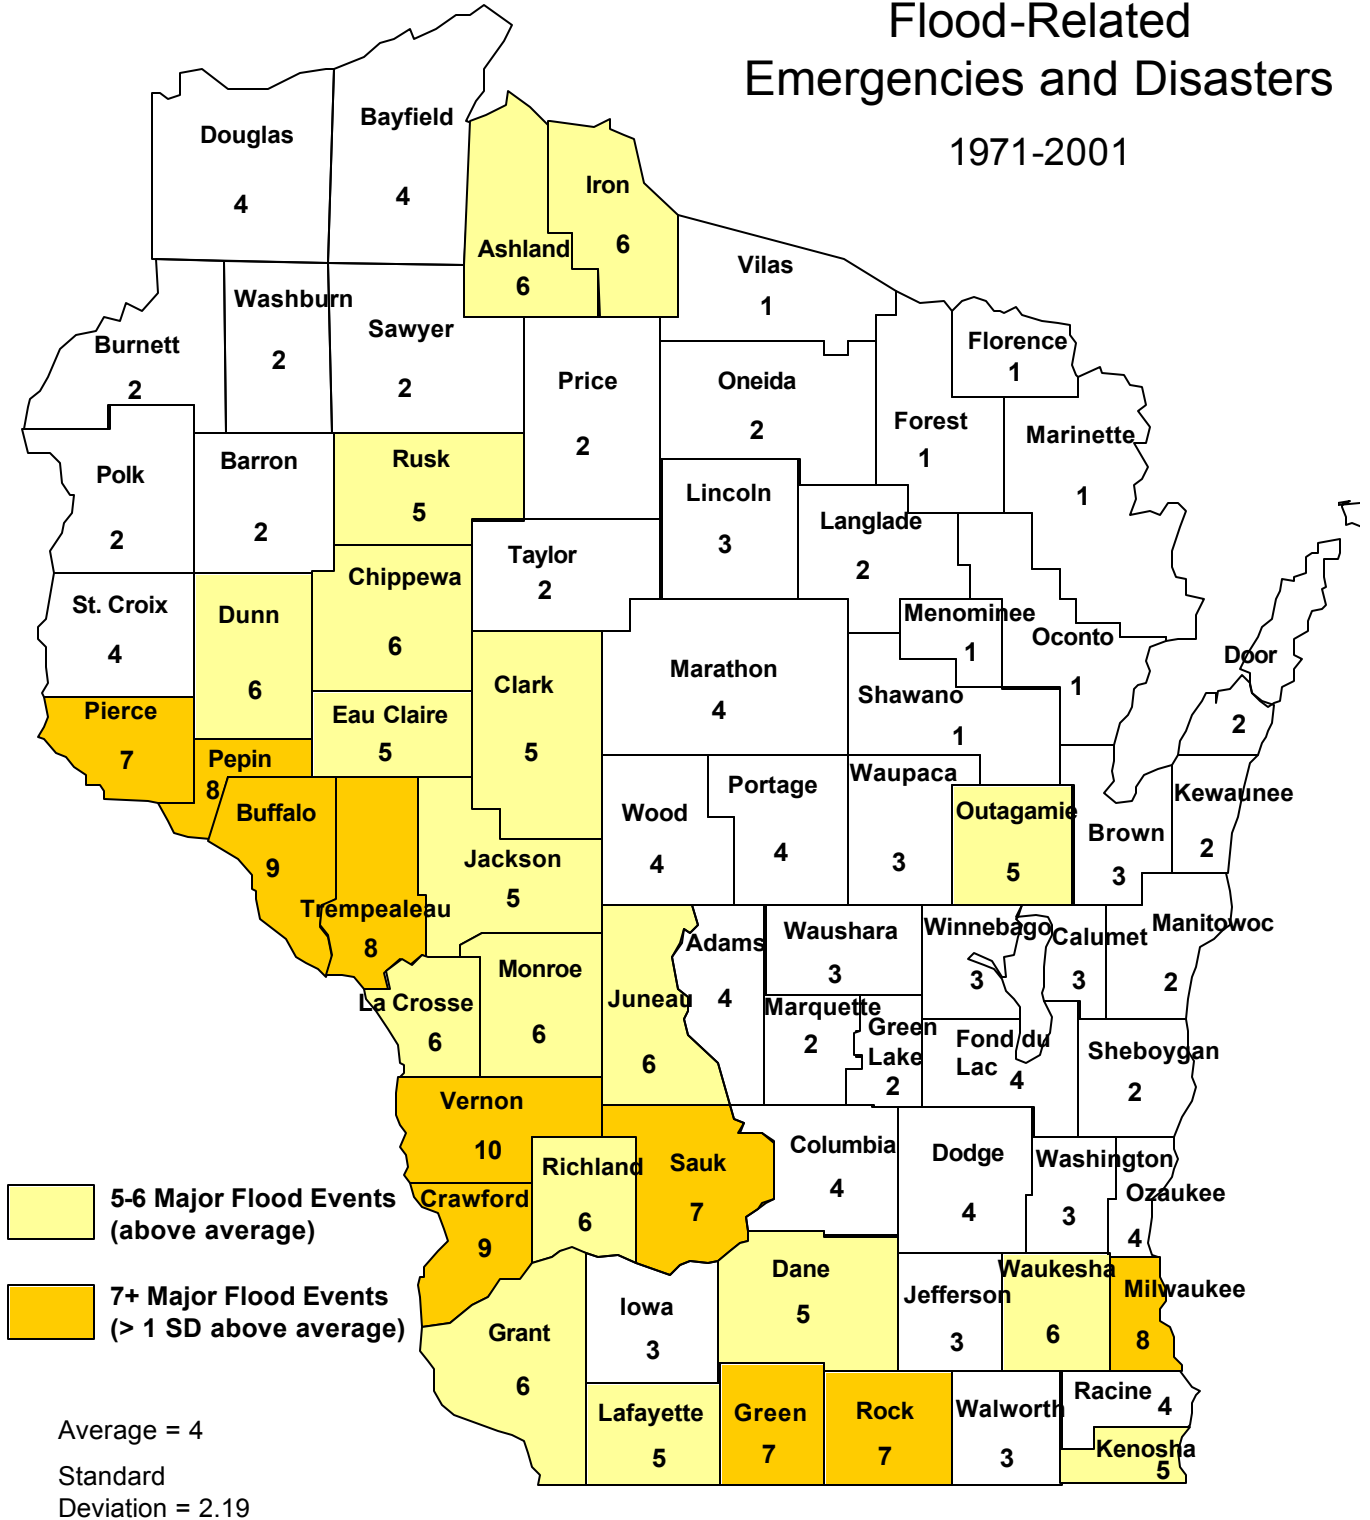 Flood-Related
Emergencies and Disasters
1971-2001
Douglas
4
Bayfield
4
Ashland
6
Iron
6
Vilas
1
Florence
1
Burnett
2
Washburn
2
Sawyer
2
Price
2
Oneida
2
Forest
1
Marinette
1
Polk
2
Barron
2
Rusk
5
Lincoln
3
Langlade
2
Taylor
2
Chippewa
6
St. Croix
4
Dunn
6
Menominee
1
Oconto
1
Door
2
Marathon
4
Clark
5
Shawano
1
Pierce
7
Eau Claire
5
Pepin
8
Buffalo
9
Trempealeau
8
Jackson
5
Wood
4
Portage
4
Waupaca
3
Outagamie
5
Brown
3
Kewaunee
2
La Crosse
6
Monroe
6
Juneau
6
Adams
4
Waushara
3
Winnebago
3
Calumet
3
Manitowoc
2
Marquette
2
Green
Lake
2
Fond du
Lac
4
Sheboygan
2
Vernon
10
Richland
6
Sauk
7
Columbia
4
Dodge
4
Washington
3
Ozaukee
4
Crawford
9
5-6 Major Flood Events
(above average)
7+ Major Flood Events
(> 1 SD above average)
Grant
6
Iowa
3
Dane
5
Jefferson
3
Waukesha
6
Milwaukee
8
Lafayette
5
Green
7
Rock
7
Walworth
3
Racine
4
Kenosha
5
Average = 4
Standard
Deviation = 2.19